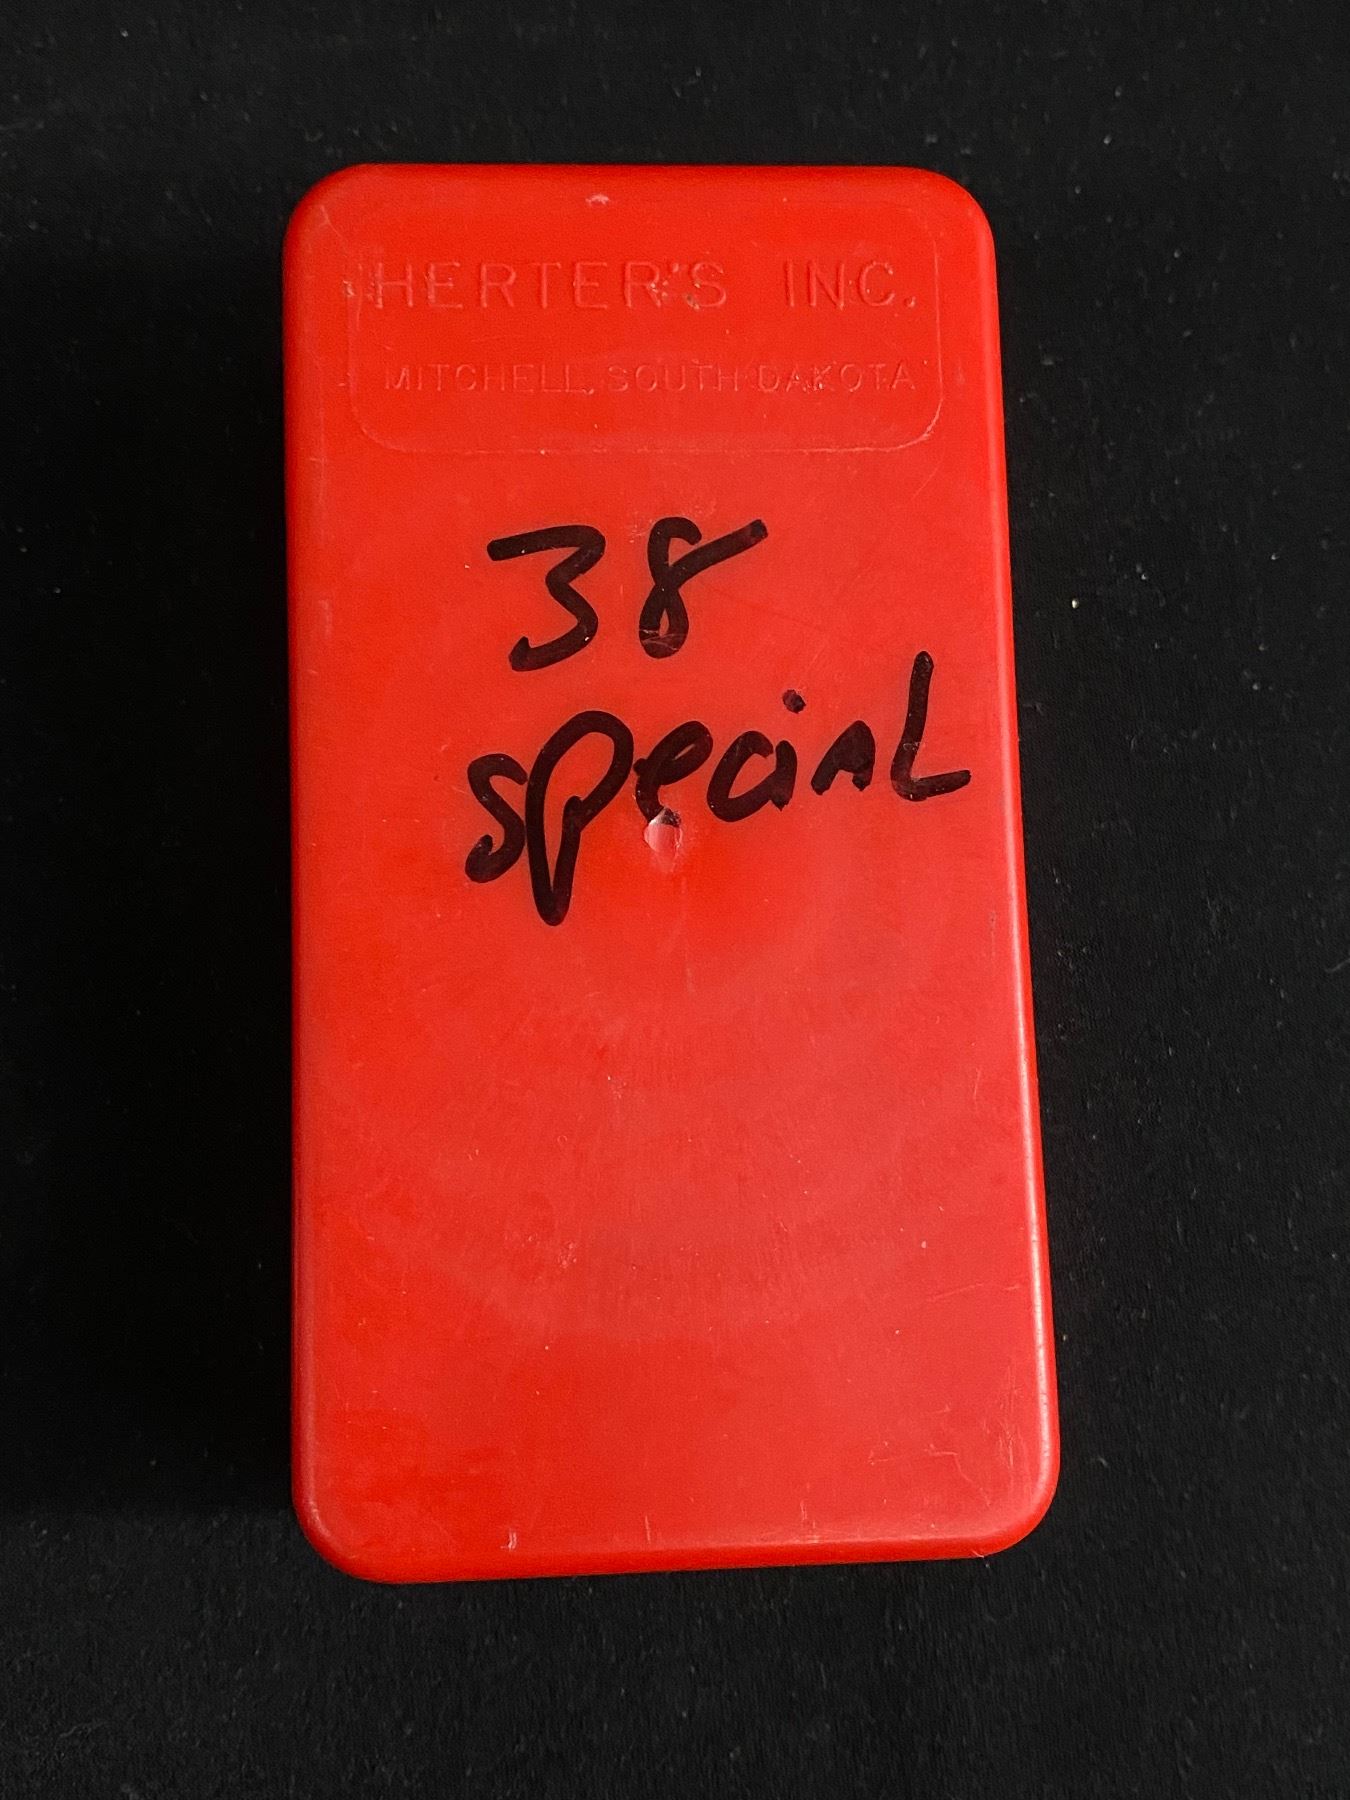 HERTER'S INC.
MITCHELL, SOUTH DAKOTA
38
special